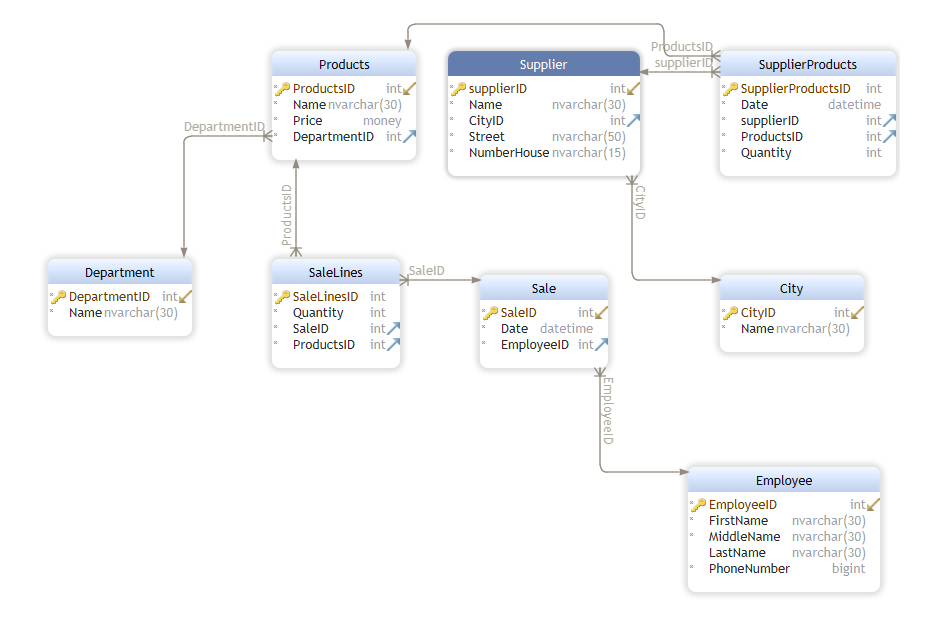 ProductsID
supplierID
Products
ProductsID int
Name nvarchar(30)
Price money
DepartmentID int
Supplier
supplierID int
Name nvarchar(30)
CityID int
Street nvarchar(50)
NumberHouse nvarchar(15)
SupplierProducts
SupplierProductsID int
Date datetime
supplierID int
ProductsID int
Quantity int
DepartmentID
ProductsID
CityID
Department
DepartmentID int
Name nvarchar(30)
SaleLines
SaleLinesID int
Quantity int
SaleID int
ProductsID int
SaleID
Sale
SaleID int
Date datetime
EmployeeID int
City
CityID int
Name nvarchar(30)
EmployeeID
Employee
EmployeeID int
FirstName nvarchar(30)
MiddleName nvarchar(30)
LastName nvarchar(30)
PhoneNumber bigint